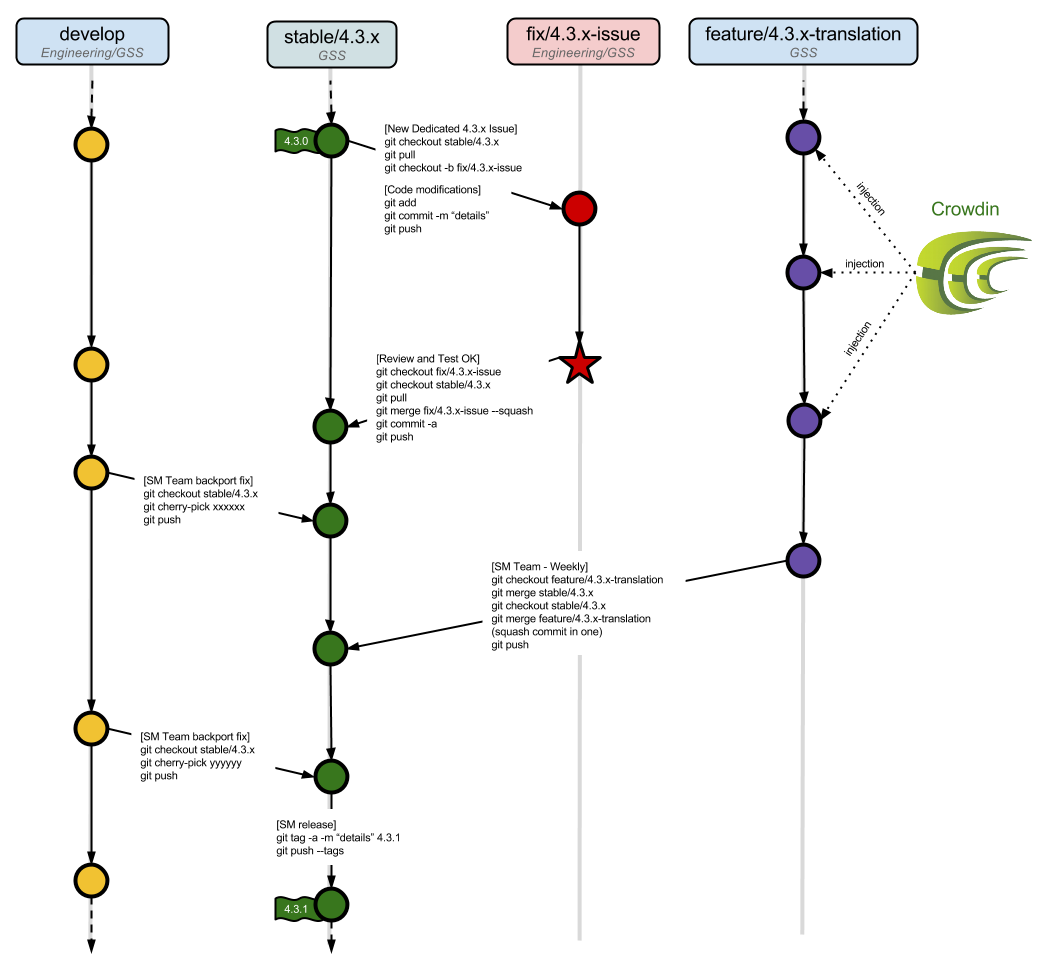 develop
Engineering/GSS
stable/4.3.x
GSS
fix/4.3.x-issue
Engineering/GSS
feature/4.3.x-translation
GSS
4.3.0
[New Dedicated 4.3.x Issue]
git checkout stable/4.3.x
git pull
git checkout -b fix/4.3.x-issue
[Code modifications]
git add
git commit -m “details”
git push
injection
Crowdin
injection
injection
[Review and Test OK]
git checkout fix/4.3.x-issue
git checkout stable/4.3.x
git pull
git merge fix/4.3.x-issue --squash
git commit -a
git push
[SM Team backport fix]
git checkout stable/4.3.x
git cherry-pick xxxxxx
git push
[SM Team - Weekly]
git checkout feature/4.3.x-translation
git merge stable/4.3.x
git checkout stable/4.3.x
git merge feature/4.3.x-translation
(squash commit in one)
git push
[SM Team backport fix]
git checkout stable/4.3.x
git cherry-pick yyyyyy
git push
[SM release]
git tag -a -m “details” 4.3.1
git push --tags
4.3.1